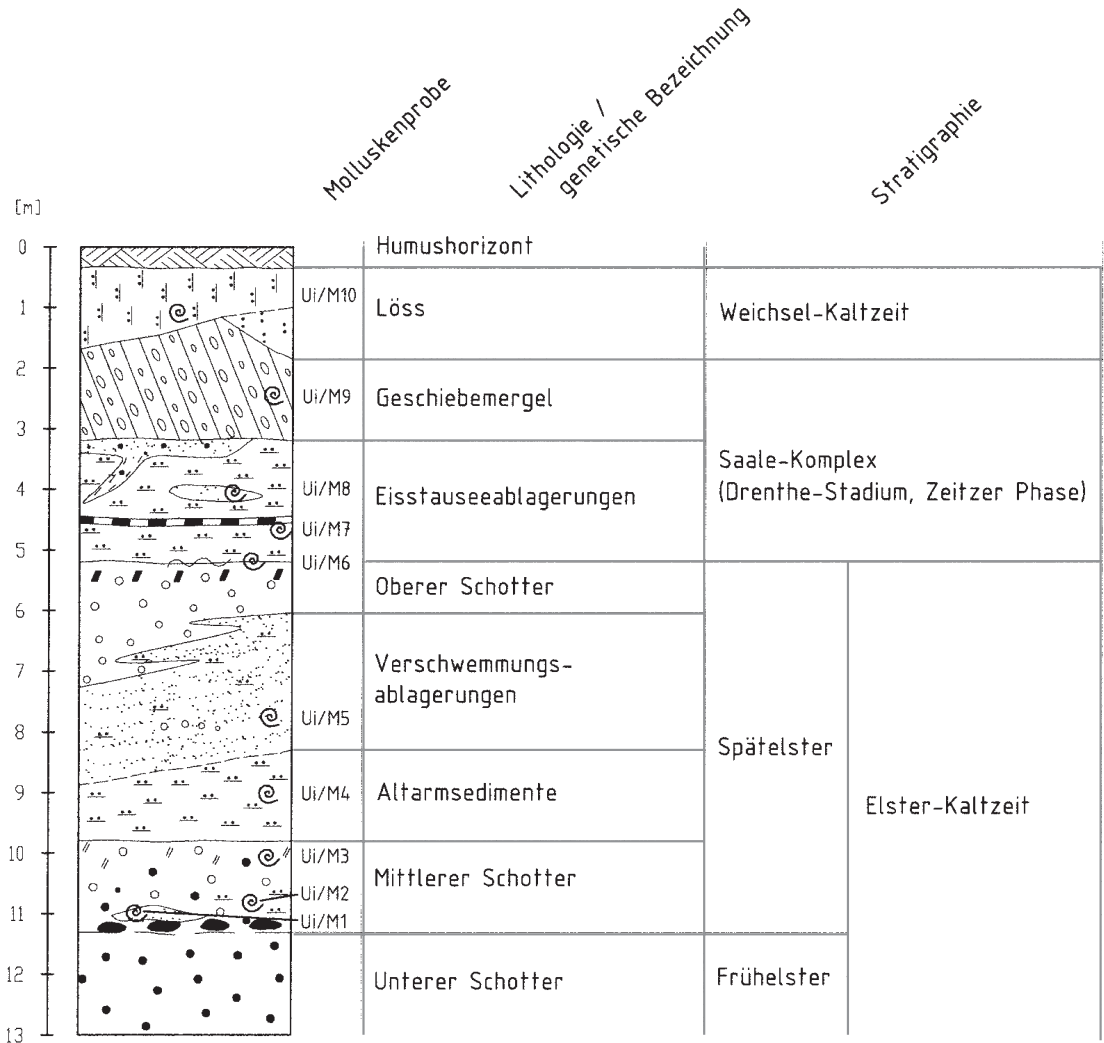 Molluskenprobe
Lithologie /
genetische Bezeichnung
Stratigraphie
[m]
0
1
2
3
4
5
6
7
8
9
10
11
12
13
Ui/M10
Ui/M9
Ui/M8
Ui/M7
Ui/M6
Ui/M5
Ui/M4
Ui/M3
Ui/M2
Ui/M1
Humushorizont
Löss
Geschiebemergel
Eisstauseeablagerungen
Oberer Schotter
Verschwemmungs-
ablagerungen
Altarmsedimente
Mittlerer Schotter
Unterer Schotter
Weichsel-Kaltzeit
Saale-Komplex
(Drenthe-Stadium, Zeitzer Phase)
Spätelster
Frühelster
Elster-Kaltzeit